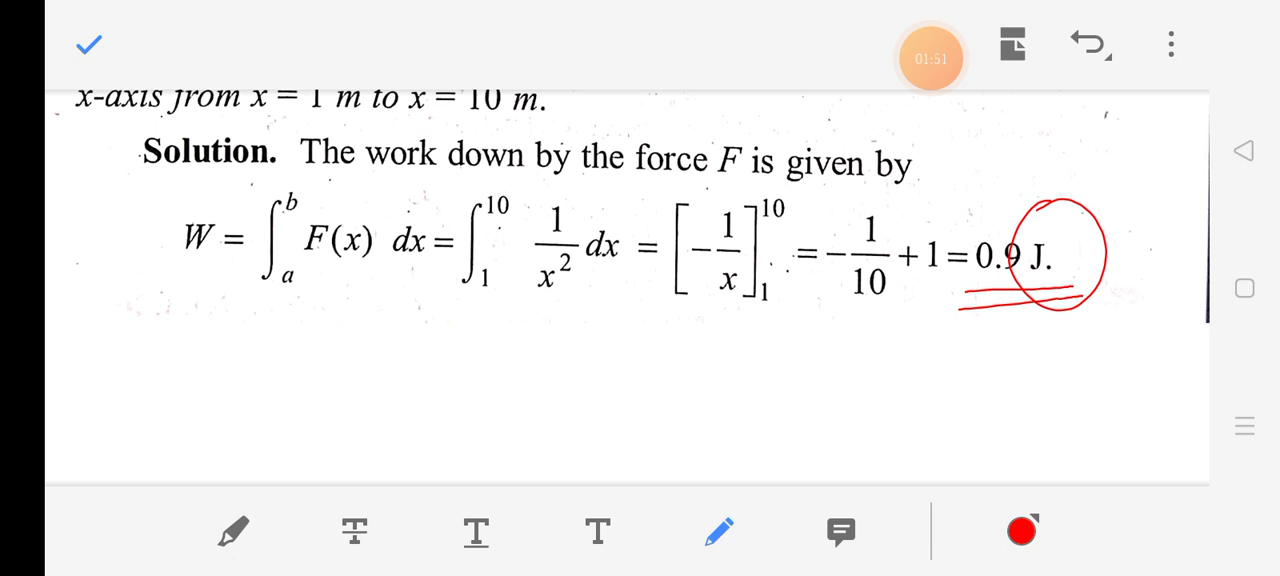 01:51
x-axis from x = 1 m to x = 10 m.
Solution. The work down by the force F is given by
W = ∫_a^b F(x) dx = ∫_1^10 1/x^2 dx = [-1/x]_1^10 = -1/10 + 1 = 0.9 J.
T T T